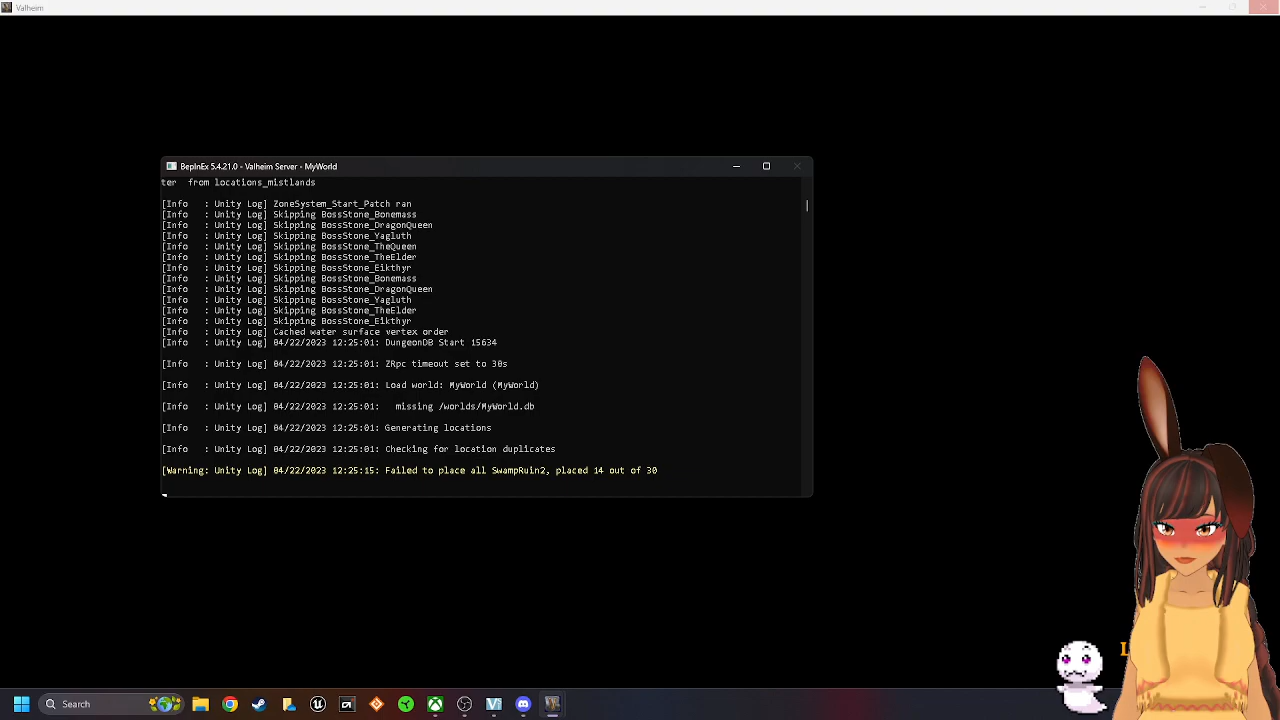 Valheim
BepInEx 5.4.21.0 - Valheim Server - MyWorld
ter  from locations_mistlands
[Info   : Unity Log] ZoneSystem_Start_Patch ran
[Info   : Unity Log] Skipping BossStone_Bonemass
[Info   : Unity Log] Skipping BossStone_DragonQueen
[Info   : Unity Log] Skipping BossStone_Yagluth
[Info   : Unity Log] Skipping BossStone_TheQueen
[Info   : Unity Log] Skipping BossStone_TheElder
[Info   : Unity Log] Skipping BossStone_Eikthyr
[Info   : Unity Log] Skipping BossStone_Bonemass
[Info   : Unity Log] Skipping BossStone_DragonQueen
[Info   : Unity Log] Skipping BossStone_Yagluth
[Info   : Unity Log] Skipping BossStone_TheElder
[Info   : Unity Log] Skipping BossStone_Eikthyr
[Info   : Unity Log] Cached water surface vertex order
[Info   : Unity Log] 04/22/2023 12:25:01: DungeonDB Start 15634
[Info   : Unity Log] 04/22/2023 12:25:01: ZRpc timeout set to 30s
[Info   : Unity Log] 04/22/2023 12:25:01: Load world: MyWorld (MyWorld)
[Info   : Unity Log] 04/22/2023 12:25:01:   missing /worlds/MyWorld.db
[Info   : Unity Log] 04/22/2023 12:25:01: Generating locations
[Info   : Unity Log] 04/22/2023 12:25:01: Checking for location duplicates
[Warning: Unity Log] 04/22/2023 12:25:15: Failed to place all SwampRuin2, placed 14 out of 30
L
Search